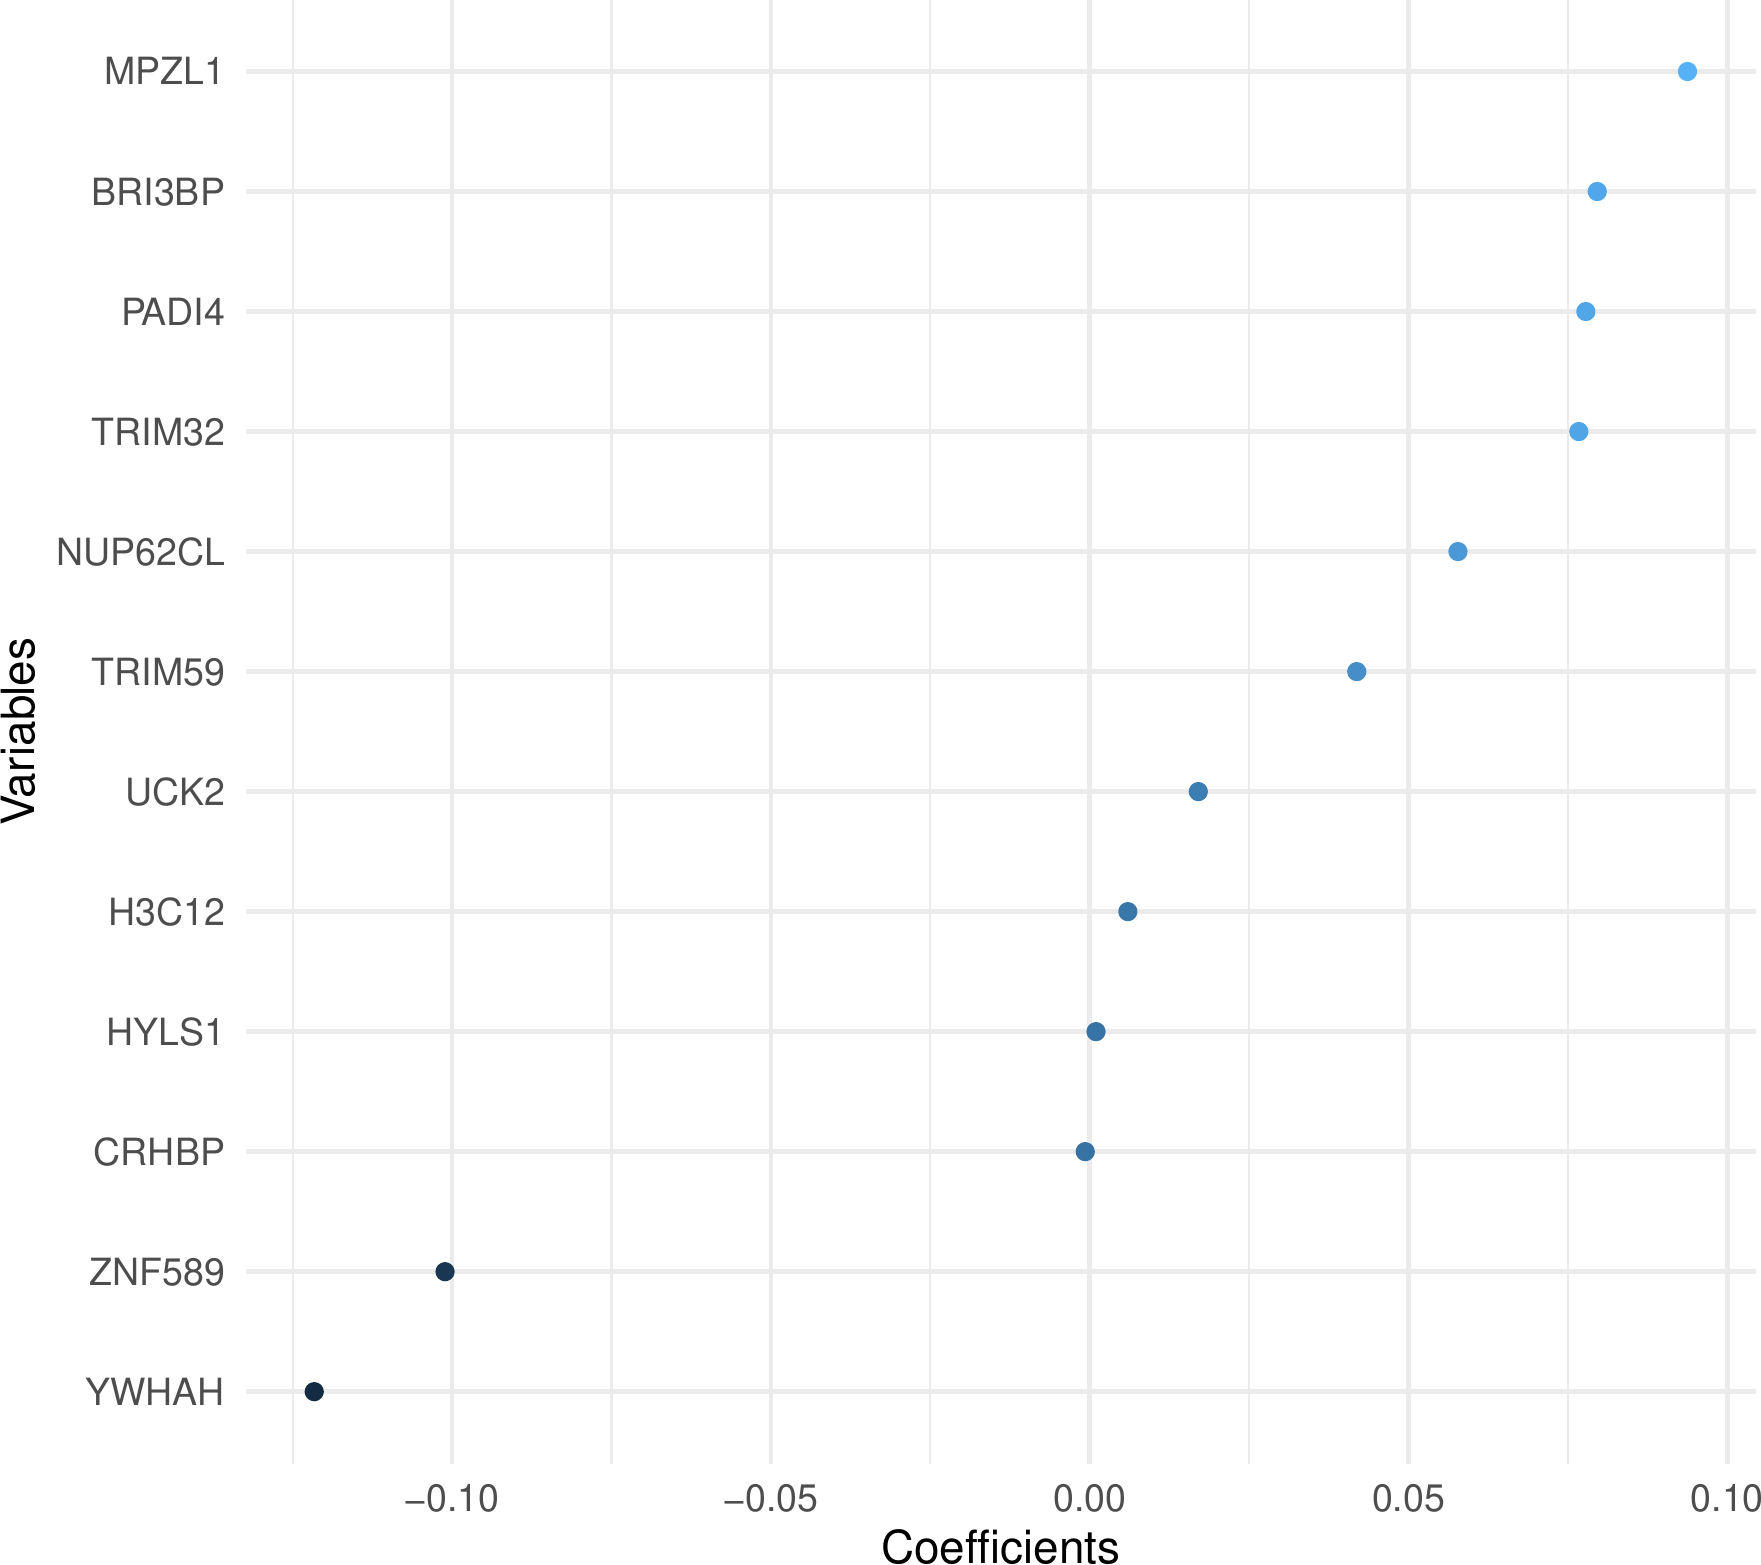 MPZL1
BRI3BP
PADI4
TRIM32
NUP62CL
TRIM59
UCK2
H3C12
HYLS1
CRHBP
ZNF589
YWHAH
Variables
−0.10 −0.05 0.00 0.05 0.10
Coefficients